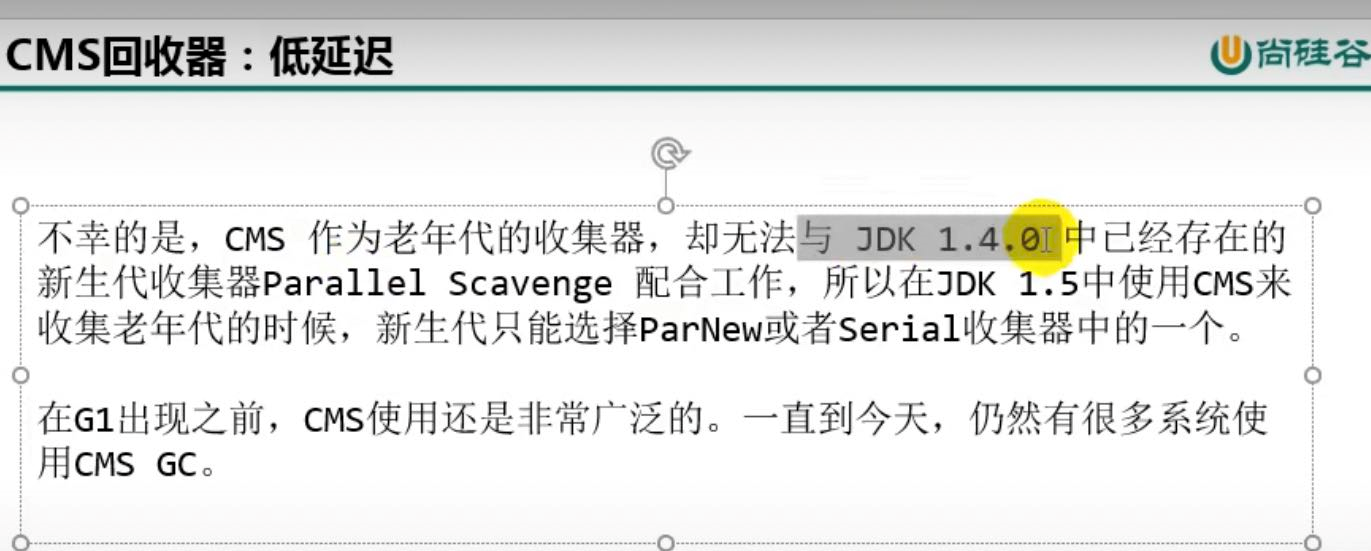 CMS回收器：低延迟
尚硅谷
不幸的是，CMS 作为老年代的收集器，却无法与 JDK 1.4.0 中已经存在的
新生代收集器Parallel Scavenge 配合工作，所以在JDK 1.5中使用CMS来
收集老年代的时候，新生代只能选择ParNew或者Serial收集器中的一个。
在G1出现之前，CMS使用还是非常广泛的。一直到今天，仍然有很多系统使
用CMS GC。